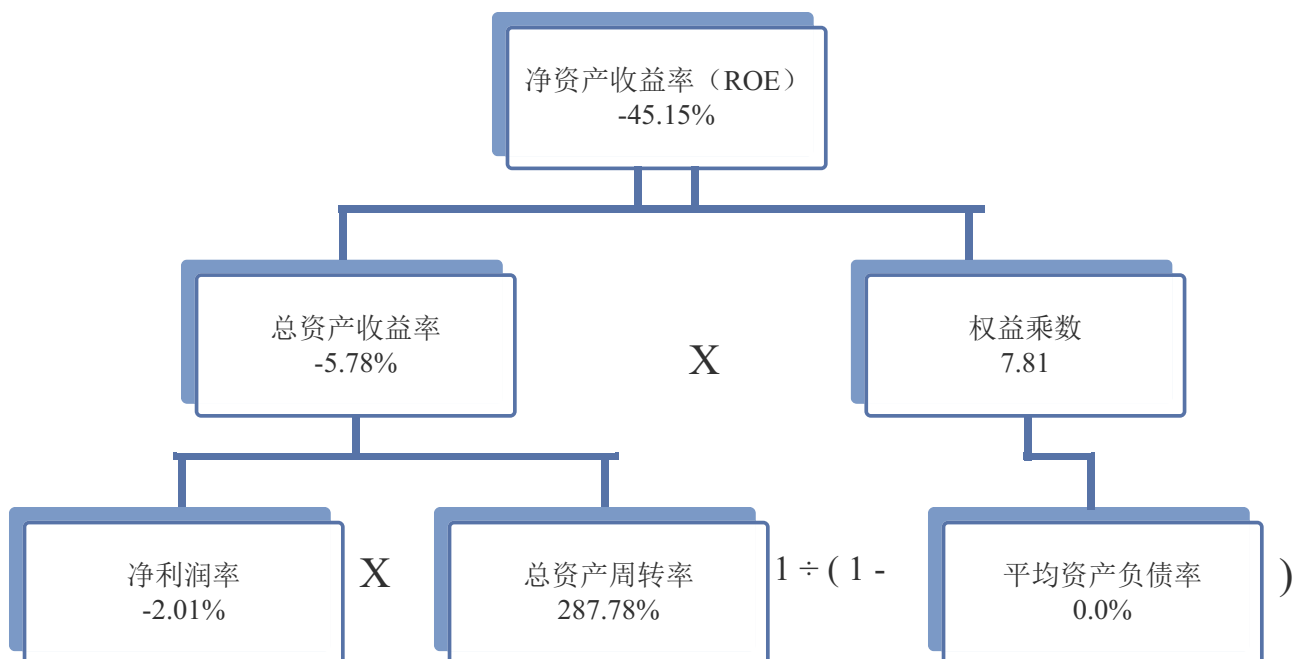 净资产收益率（ROE）
-45.15%
总资产收益率
-5.78%
X
权益乘数
7.81
净利润率
-2.01%
X
总资产周转率
287.78%
1 ÷ ( 1 -
平均资产负债率
0.0%
)